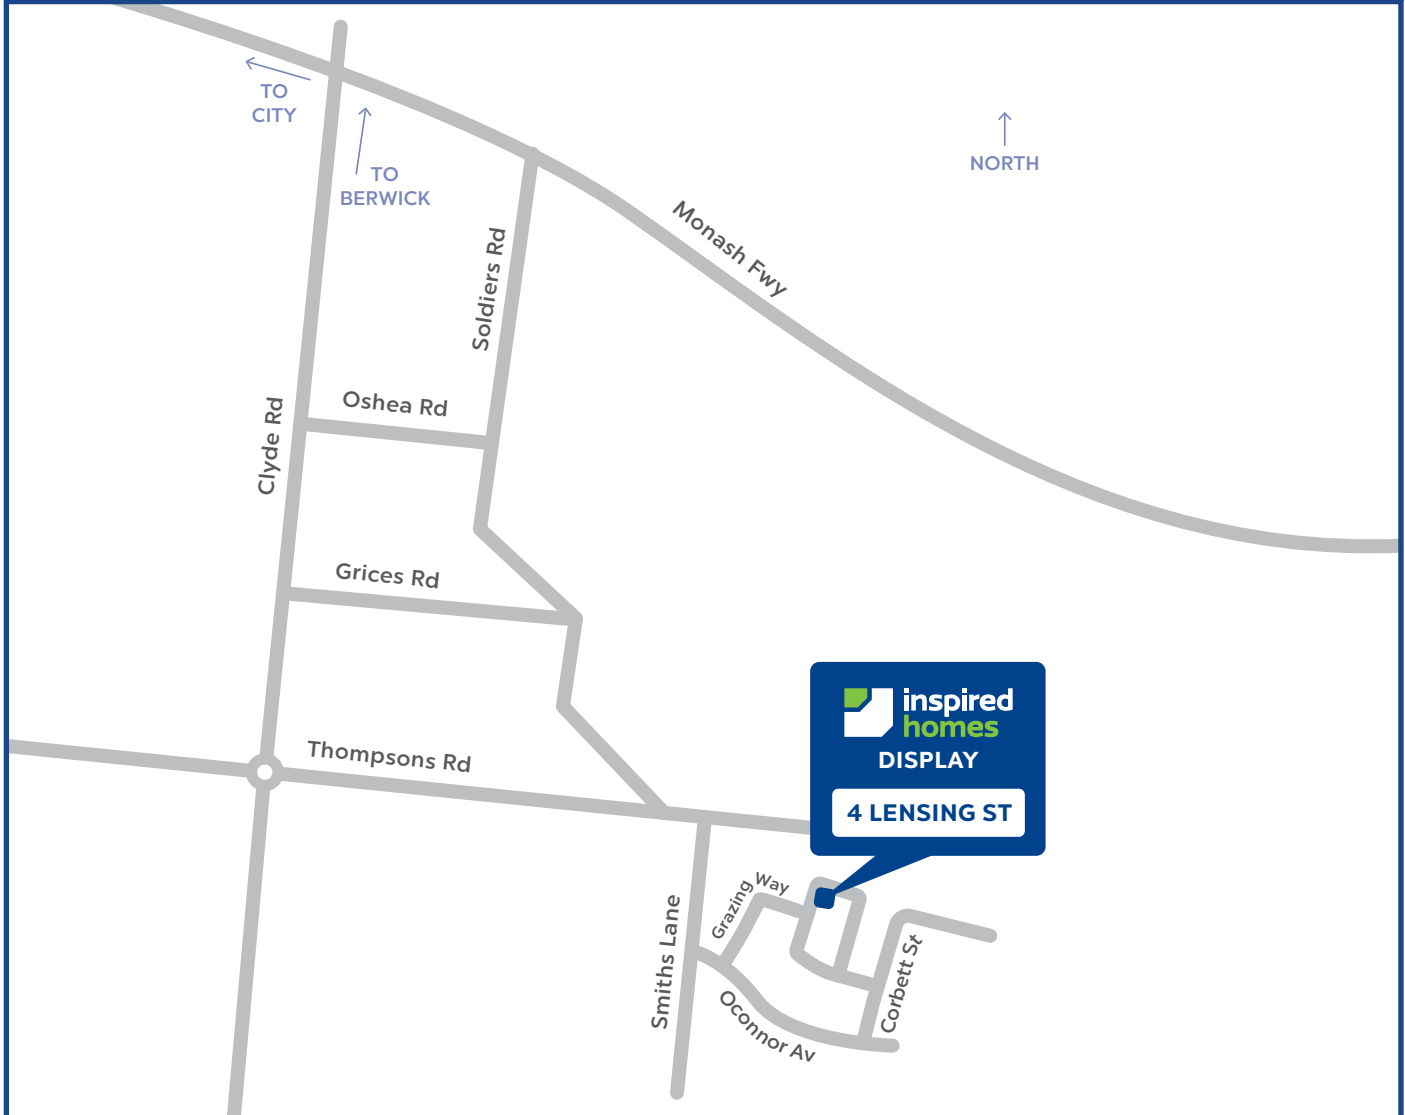 TO
CITY
TO
BERWICK
NORTH
Monash Fwy
Soldiers Rd
Oshea Rd
Clyde Rd
Grices Rd
Thompsons Rd
inspired
homes
DISPLAY
4 LENSING ST
Grazing Way
Smiths Lane
Corbett St
Oconnor Av